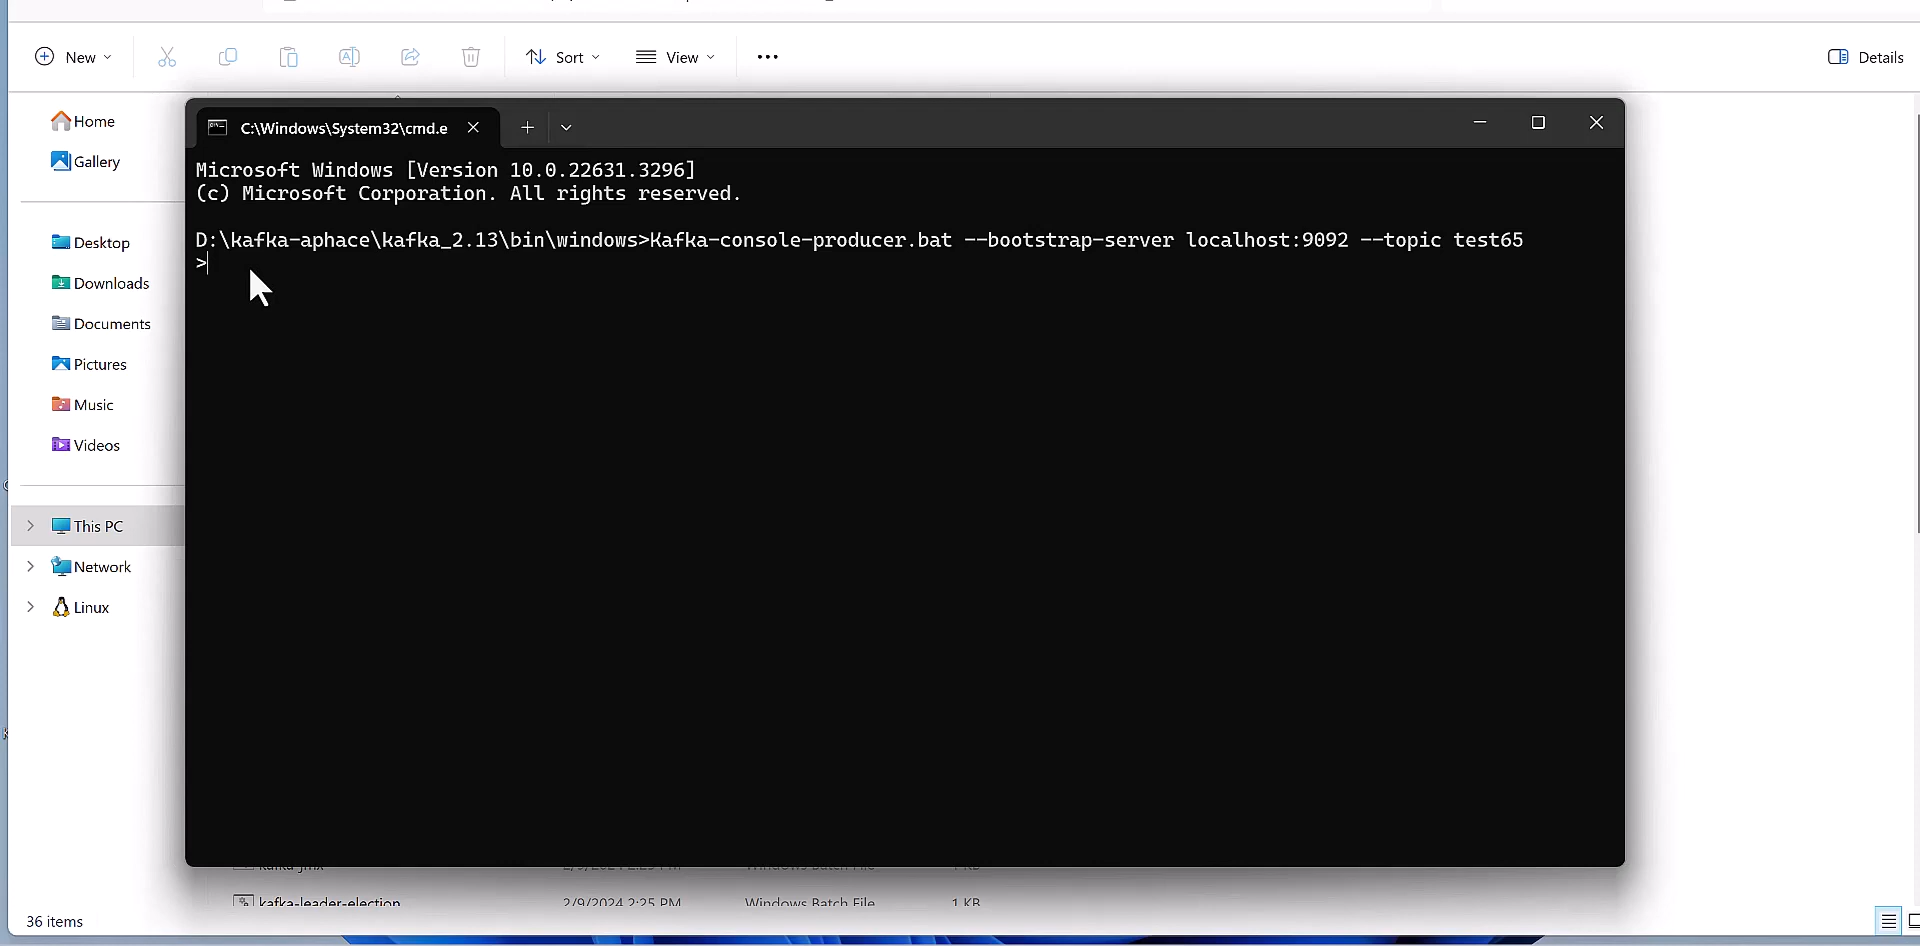 New
Sort
View
Details
Home
Gallery
Desktop
Downloads
Documents
Pictures
Music
Videos
This PC
Network
Linux
C:\Windows\System32\cmd.e
Microsoft Windows [Version 10.0.22631.3296]
(c) Microsoft Corporation. All rights reserved.
D:\kafka-aphace\kafka_2.13\bin\windows>Kafka-console-producer.bat --bootstrap-server localhost:9092 --topic test65
>
kafka-leader-election 2/9/2024 2:25 PM Windows Batch File 1 KB
36 items